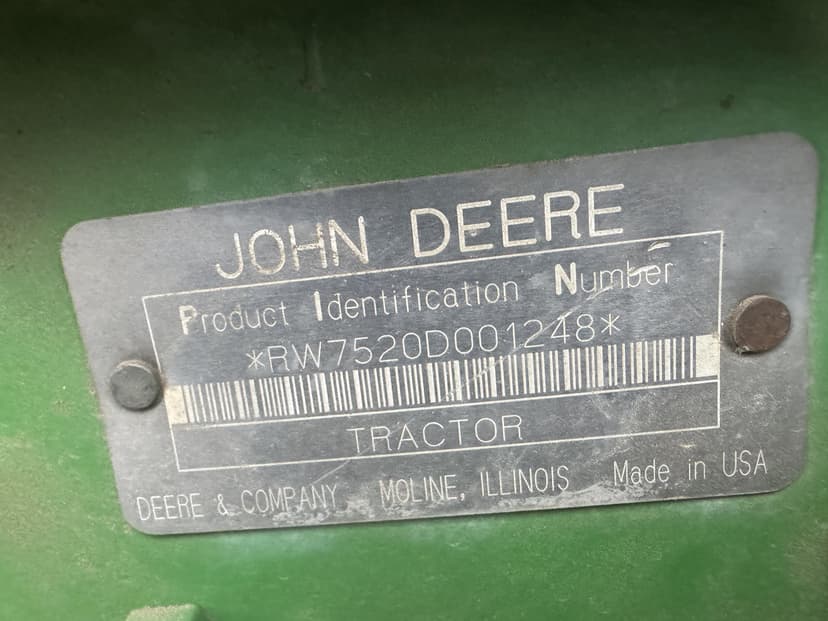 JOHN DEERE
Product Identification Number
*RW7520D001248*
TRACTOR
DEERE & COMPANY MOLINE, ILLINOIS Made in USA